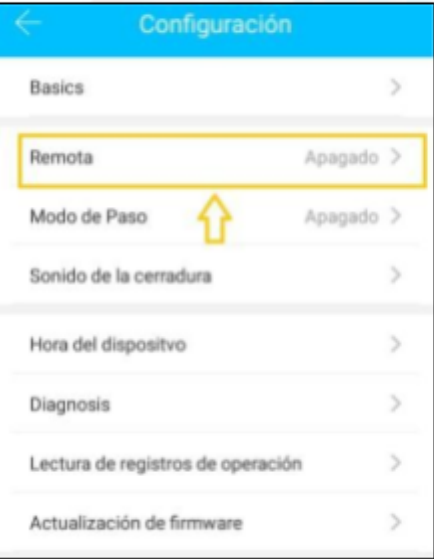 Configuración
Basics
Remota Apagado
Modo de Paso Apagado
Sonido de la cerradura
Hora del dispositvo
Diagnosis
Lectura de registros de operación
Actualización de firmware